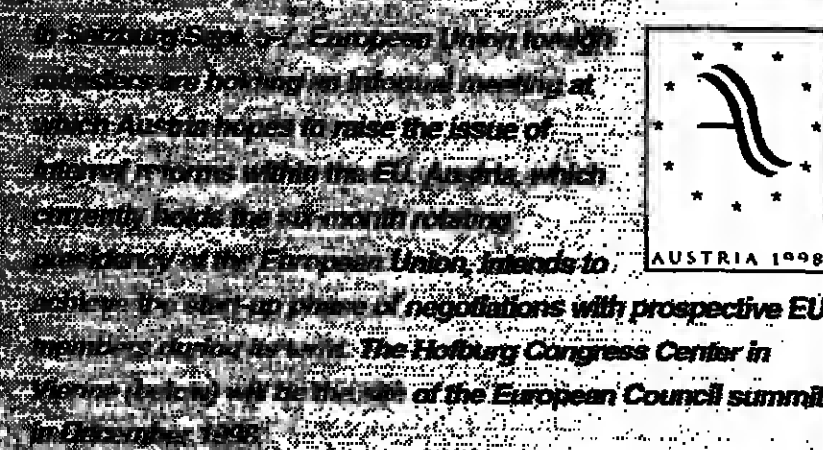 In Salzburg Sept. European Union foreign
ministers are holding an informal meeting at
which Austria hopes to raise the issue of
internal reforms within the EU. Austria, which
currently holds the six-month rotating
presidency of the European Union, intends to
achieve the start-up phase of negotiations with prospective EU
members during its term. The Hofburg Congress Center in
Vienna (below) will be the site of the European Council summit
in December 1998
AUSTRIA 1998